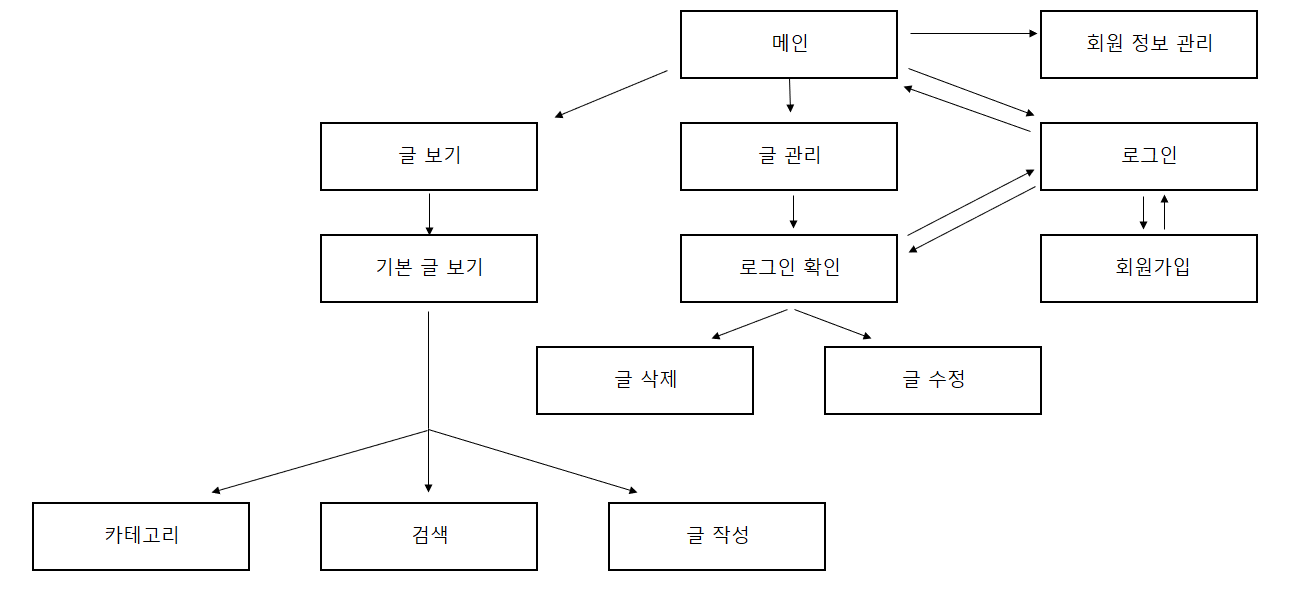 메인
회원 정보 관리
글 보기
글 관리
로그인
기본 글 보기
로그인 확인
회원가입
글 삭제
글 수정
카테고리
검색
글 작성